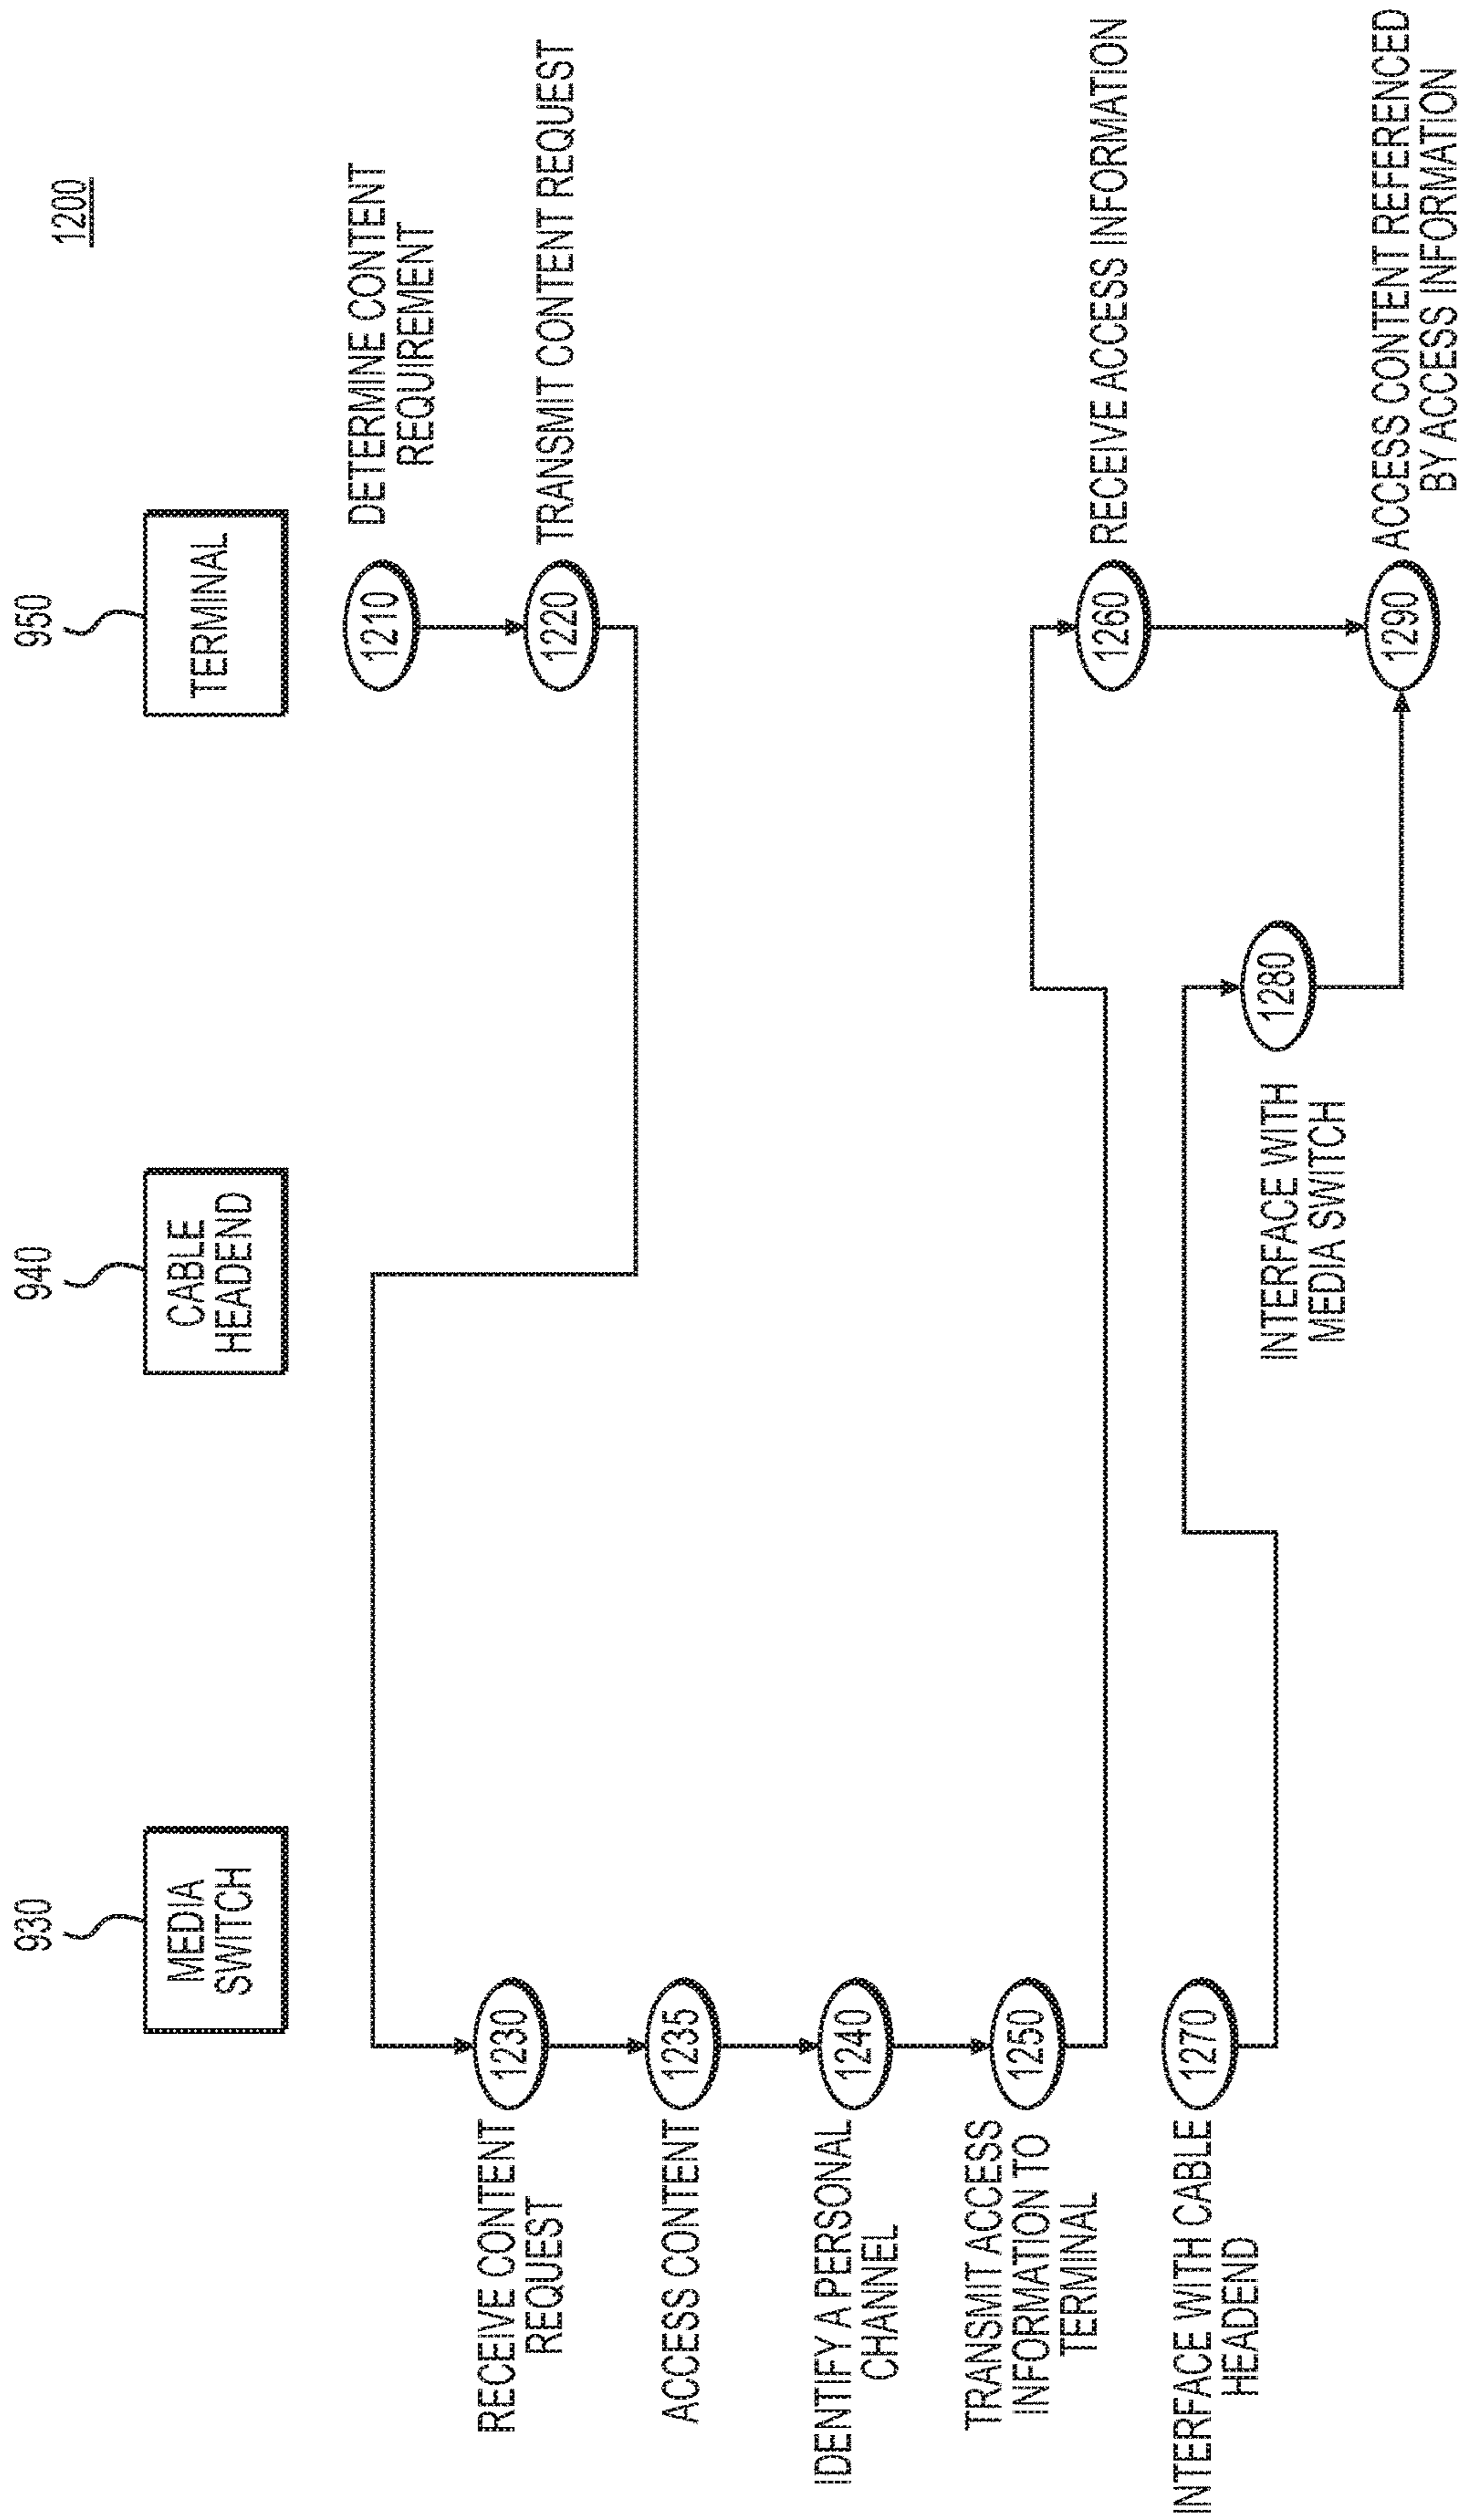 1200
930
940
950
MEDIA
SWITCH
CABLE
HEADEND
TERMINAL
1210
DETERMINE CONTENT
REQUIREMENT
1220
TRANSMIT CONTENT REQUEST
RECEIVE CONTENT
REQUEST
1230
ACCESS CONTENT
1235
IDENTIFY A PERSONAL
CHANNEL
1240
TRANSMIT ACCESS
INFORMATION TO
TERMINAL
1250
1260
RECEIVE ACCESS INFORMATION
INTERFACE WITH CABLE
HEADEND
1270
INTERFACE WITH
MEDIA SWITCH
1280
1290
ACCESS CONTENT REFERENCED
BY ACCESS INFORMATION